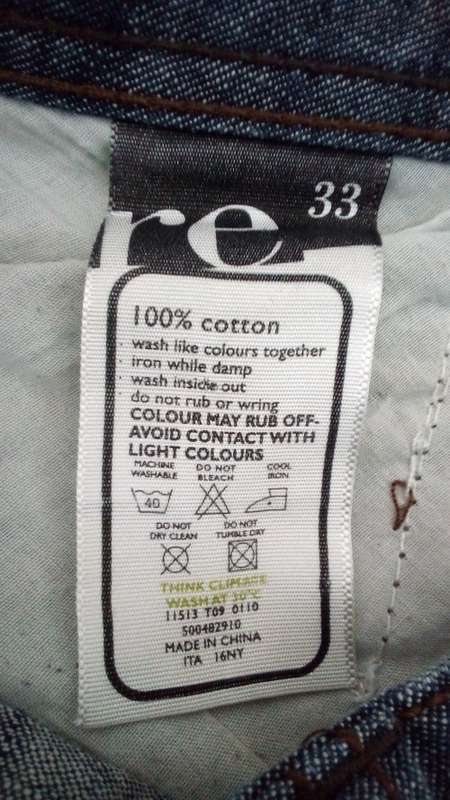 re
33
100% cotton
wash like colours together
iron while damp
wash inside out
do not rub or wring
COLOUR MAY RUB OFF-
AVOID CONTACT WITH
LIGHT COLOURS
MACHINE WASHABLE
DO NOT BLEACH
COOL IRON
40
DO NOT DRY CLEAN
DO NOT TUMBLE DRY
THINK CLIMATE
WASH AT 30°C
11513 T09 0110
500482910
MADE IN CHINA
ITA 16NY